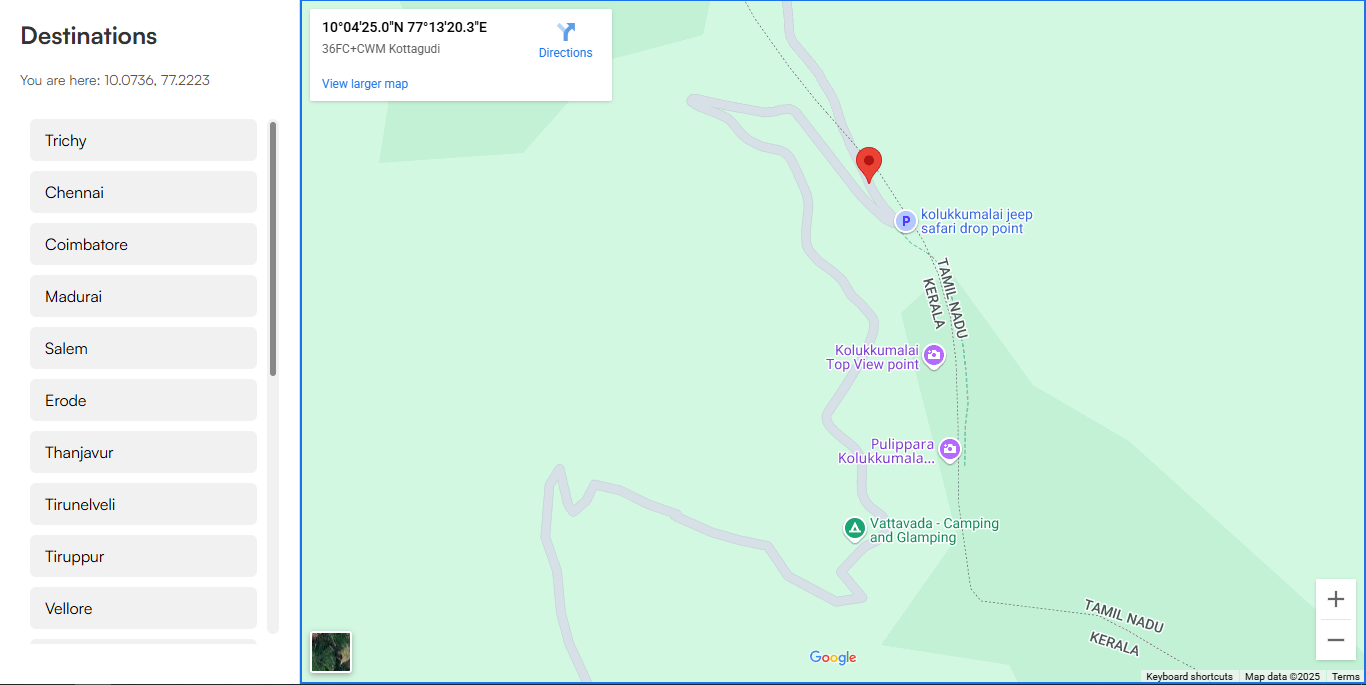 Destinations
You are here: 10.0736, 77.2223
Trichy
Chennai
Coimbatore
Madurai
Salem
Erode
Thanjavur
Tirunelveli
Tiruppur
Vellore
10°04'25.0"N 77°13'20.3"E
36FC+CWM Kottagudi
Directions
View larger map
P
kolukkumalai jeep
safari drop point
TAMIL NADU
KERALA
Kolukkumalai
Top View point
Pulippara
Kolukkumala...
Vattavada - Camping
and Glamping
TAMIL NADU
KERALA
Google
Keyboard shortcuts
Map data ©2025
Terms